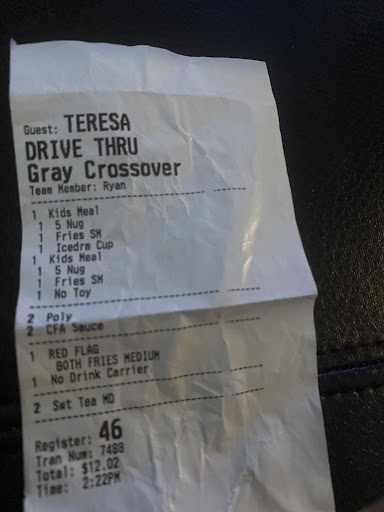 Guest: TERESA
DRIVE THRU
Gray Crossover
Team Member: Ryan
1 Kids Meal
1 5 Nug
1 Fries SM
1 Icedrm Cup
1 Kids Meal
1 5 Nug
1 Fries SM
1 No Toy
2 Poly
2 CFA Sauce
1 RED FLAG
BOTH FRIES MEDIUM
1 No Drink Carrier
2 Swt Tea MD
Register: 46
Tran Num: 7488
Total: $12.02
Time: 2:22PM